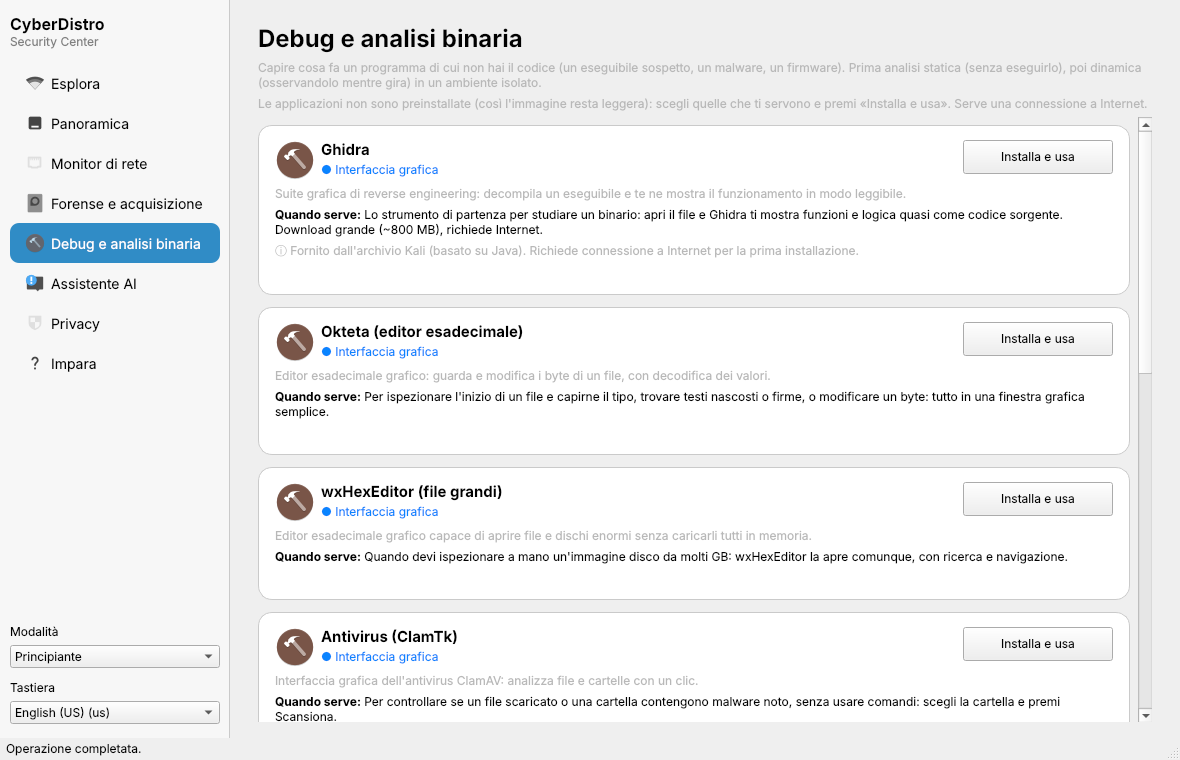 CyberDistro
Security Center
Esplora
Panoramica
Monitor di rete
Forense e acquisizione
Debug e analisi binaria
Assistente AI
Privacy
? Impara
Modalità
Principiante
Tastiera
English (US) (us)
Operazione completata.
Debug e analisi binaria
Capire cosa fa un programma di cui non hai il codice (un eseguibile sospetto, un malware, un firmware). Prima analisi statica (senza eseguirlo), poi dinamica
(osservandolo mentre gira) in un ambiente isolato.
Le applicazioni non sono preinstallate (così l'immagine resta leggera): scegli quelle che ti servono e premi «Installa e usa». Serve una connessione a Internet.
Ghidra
Interfaccia grafica
Installa e usa
Suite grafica di reverse engineering: decompila un eseguibile e te ne mostra il funzionamento in modo leggibile.
Quando serve: Lo strumento di partenza per studiare un binario: apri il file e Ghidra ti mostra funzioni e logica quasi come codice sorgente.
Download grande (~800 MB), richiede Internet.
ⓘ Fornito dall'archivio Kali (basato su Java). Richiede connessione a Internet per la prima installazione.
Okteta (editor esadecimale)
Interfaccia grafica
Installa e usa
Editor esadecimale grafico: guarda e modifica i byte di un file, con decodifica dei valori.
Quando serve: Per ispezionare l'inizio di un file e capirne il tipo, trovare testi nascosti o firme, o modificare un byte: tutto in una finestra grafica
semplice.
wxHexEditor (file grandi)
Interfaccia grafica
Installa e usa
Editor esadecimale grafico capace di aprire file e dischi enormi senza caricarli tutti in memoria.
Quando serve: Quando devi ispezionare a mano un'immagine disco da molti GB: wxHexEditor la apre comunque, con ricerca e navigazione.
Antivirus (ClamTk)
Interfaccia grafica
Installa e usa
Interfaccia grafica dell'antivirus ClamAV: analizza file e cartelle con un clic.
Quando serve: Per controllare se un file scaricato o una cartella contengono malware noto, senza usare comandi: scegli la cartella e premi
Scansiona.